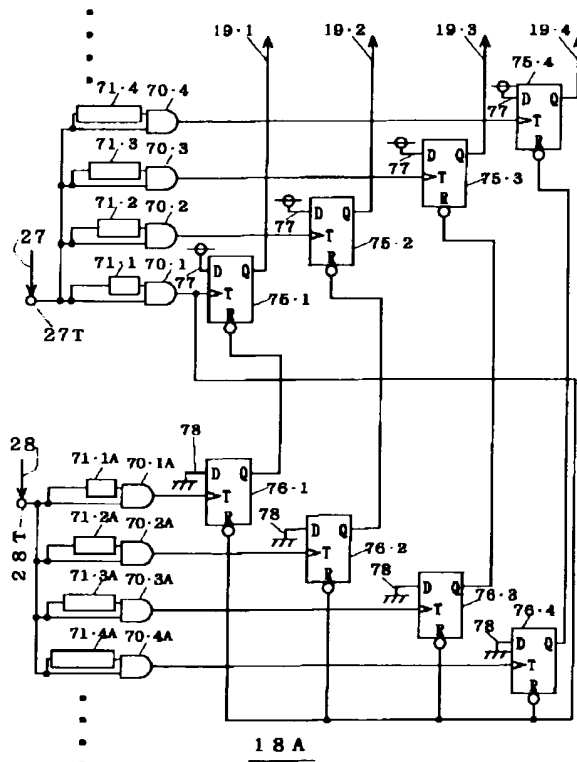 19·1 19·2 19·3 19·4
75·4
71·4 70·4
77 D Q
T
R
71·3 70·3
77 D Q
T
R
75·3
71·2 70·2
77 D Q
T
R
75·2
27
71·1 70·1
77 D Q
T
R
75·1
27T
28
71·1A 70·1A
78
D Q
T
R
76·1
28T
71·2A 70·2A
78
D Q
T
R
76·2
71·3A 70·3A
78
D Q
T
R
76·3
71·4A 70·4A
76·4
78
D Q
T
R
18A